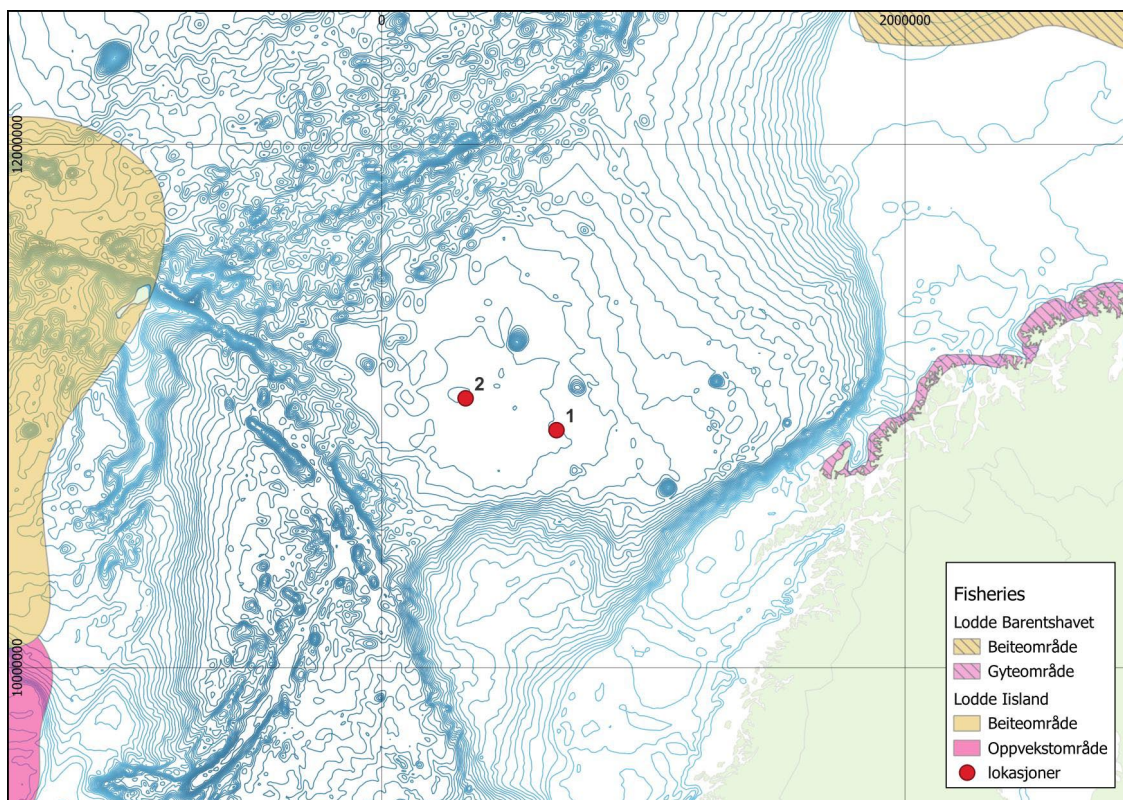 0
2000000
12000000
2
1
10000000
Fisheries
Lodde Barentshavet
Beiteområde
Gyteområde
Lodde Iisland
Beiteområde
Oppvekstområde
lokasjoner